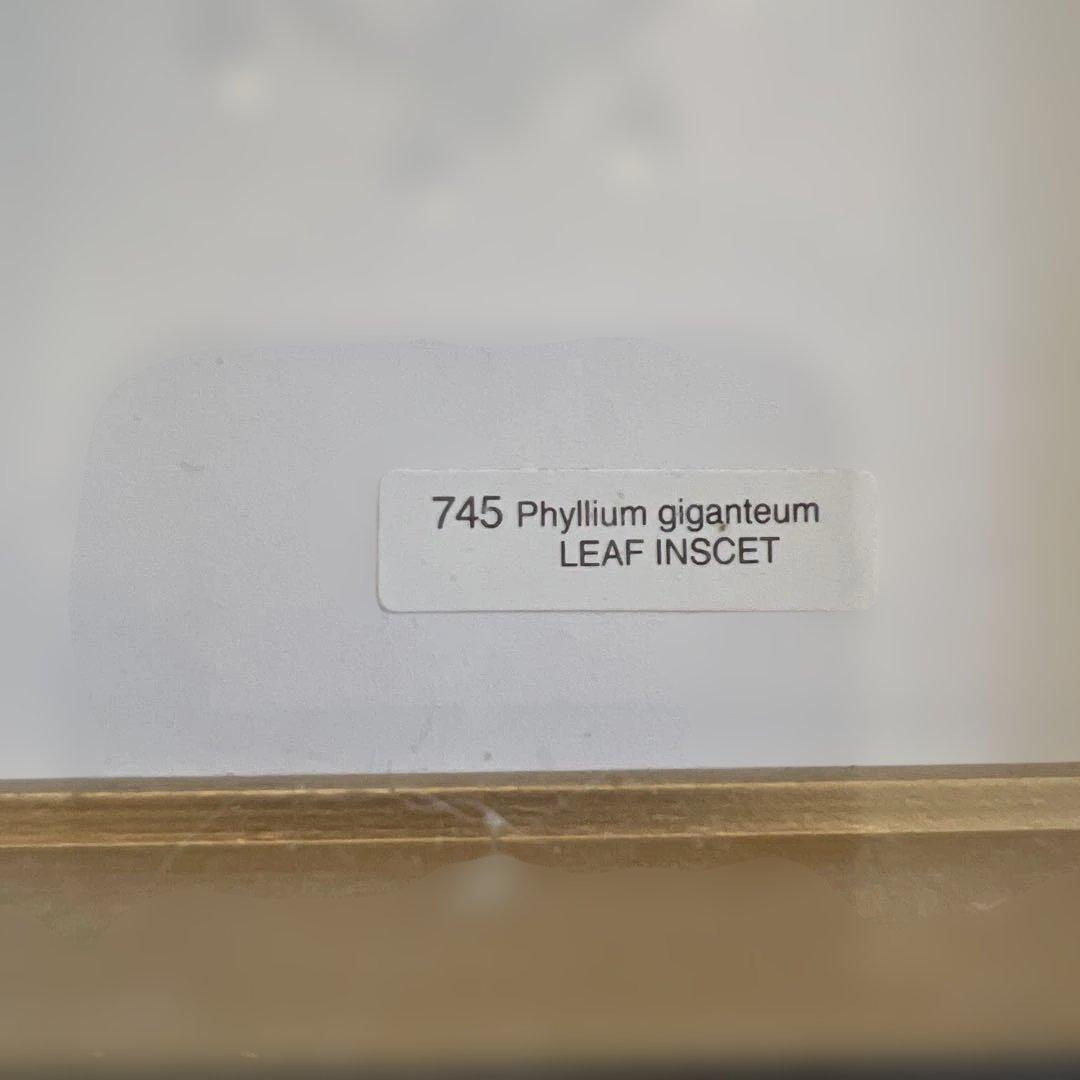 745 Phyllium giganteum
LEAF INSCET